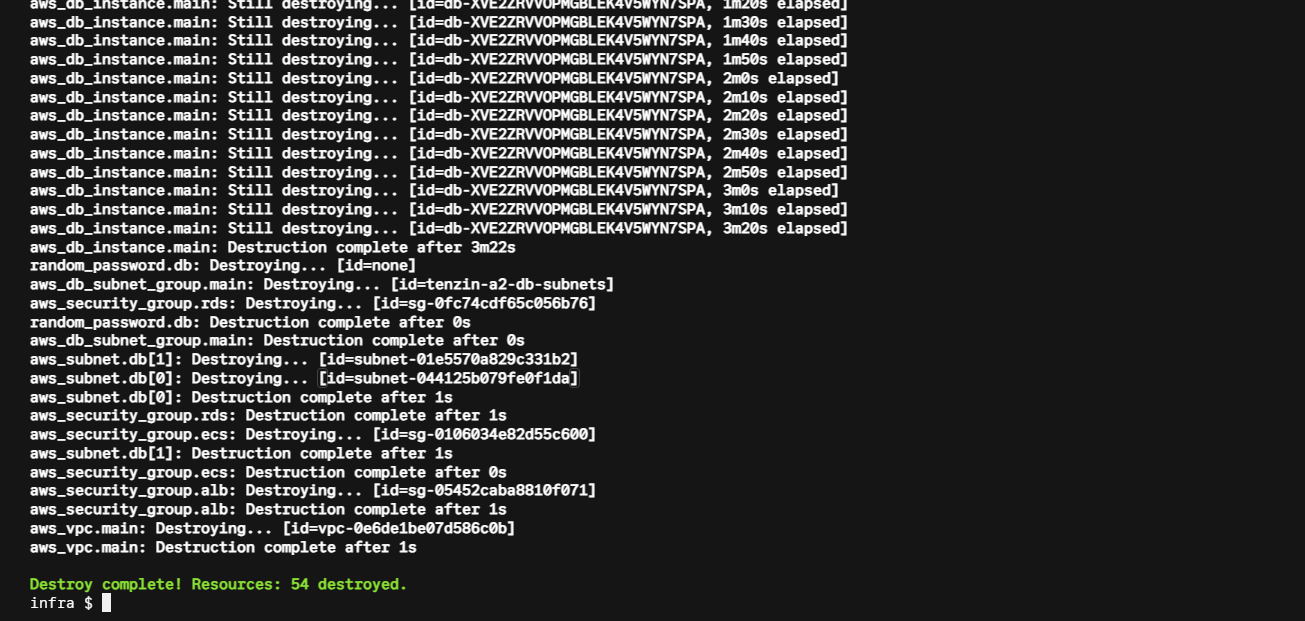 aws_db_instance.main: Still destroying... [id=db-XVE2ZRVVOPMGBLEK4V5WYN7SPA, 1m20s elapsed]
aws_db_instance.main: Still destroying... [id=db-XVE2ZRVVOPMGBLEK4V5WYN7SPA, 1m30s elapsed]
aws_db_instance.main: Still destroying... [id=db-XVE2ZRVVOPMGBLEK4V5WYN7SPA, 1m40s elapsed]
aws_db_instance.main: Still destroying... [id=db-XVE2ZRVVOPMGBLEK4V5WYN7SPA, 1m50s elapsed]
aws_db_instance.main: Still destroying... [id=db-XVE2ZRVVOPMGBLEK4V5WYN7SPA, 2m0s elapsed]
aws_db_instance.main: Still destroying... [id=db-XVE2ZRVVOPMGBLEK4V5WYN7SPA, 2m10s elapsed]
aws_db_instance.main: Still destroying... [id=db-XVE2ZRVVOPMGBLEK4V5WYN7SPA, 2m20s elapsed]
aws_db_instance.main: Still destroying... [id=db-XVE2ZRVVOPMGBLEK4V5WYN7SPA, 2m30s elapsed]
aws_db_instance.main: Still destroying... [id=db-XVE2ZRVVOPMGBLEK4V5WYN7SPA, 2m40s elapsed]
aws_db_instance.main: Still destroying... [id=db-XVE2ZRVVOPMGBLEK4V5WYN7SPA, 2m50s elapsed]
aws_db_instance.main: Still destroying... [id=db-XVE2ZRVVOPMGBLEK4V5WYN7SPA, 3m0s elapsed]
aws_db_instance.main: Still destroying... [id=db-XVE2ZRVVOPMGBLEK4V5WYN7SPA, 3m10s elapsed]
aws_db_instance.main: Still destroying... [id=db-XVE2ZRVVOPMGBLEK4V5WYN7SPA, 3m20s elapsed]
aws_db_instance.main: Destruction complete after 3m22s
random_password.db: Destroying... [id=none]
aws_db_subnet_group.main: Destroying... [id=tenzin-a2-db-subnets]
aws_security_group.rds: Destroying... [id=sg-0fc74cdf65c056b76]
random_password.db: Destruction complete after 0s
aws_db_subnet_group.main: Destruction complete after 0s
aws_subnet.db[1]: Destroying... [id=subnet-01e5570a829c331b2]
aws_subnet.db[0]: Destroying... [id=subnet-044125b079fe0f1da]
aws_subnet.db[0]: Destruction complete after 1s
aws_security_group.rds: Destruction complete after 1s
aws_security_group.ecs: Destroying... [id=sg-0106034e82d55c600]
aws_subnet.db[1]: Destruction complete after 1s
aws_security_group.ecs: Destruction complete after 0s
aws_security_group.alb: Destroying... [id=sg-05452caba8810f071]
aws_security_group.alb: Destruction complete after 1s
aws_vpc.main: Destroying... [id=vpc-0e6de1be07d586c0b]
aws_vpc.main: Destruction complete after 1s
Destroy complete! Resources: 54 destroyed.
infra $